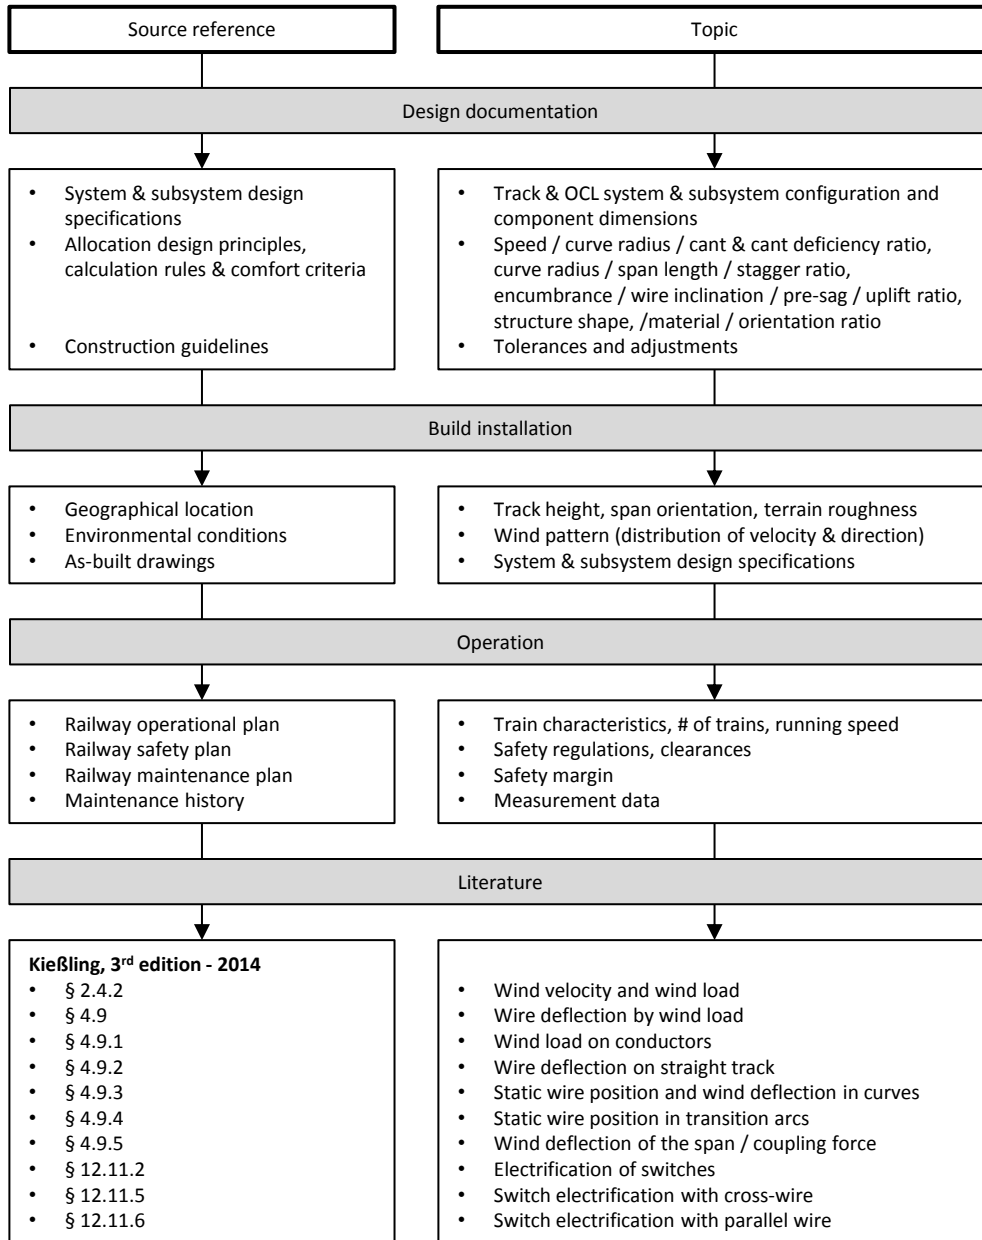 Source reference
Topic
Design documentation
• System & subsystem design
specifications
• Allocation design principles,
calculation rules & comfort criteria
• Construction guidelines
• Track & OCL system & subsystem configuration and
component dimensions
• Speed / curve radius / cant & cant deficiency ratio,
curve radius / span length / stagger ratio,
encumbrance / wire inclination / pre-sag / uplift ratio,
structure shape, /material / orientation ratio
• Tolerances and adjustments
Build installation
• Geographical location
• Environmental conditions
• As-built drawings
• Track height, span orientation, terrain roughness
• Wind pattern (distribution of velocity & direction)
• System & subsystem design specifications
Operation
• Railway operational plan
• Railway safety plan
• Railway maintenance plan
• Maintenance history
• Train characteristics, # of trains, running speed
• Safety regulations, clearances
• Safety margin
• Measurement data
Literature
Kießling, 3rd edition - 2014
• § 2.4.2
• § 4.9
• § 4.9.1
• § 4.9.2
• § 4.9.3
• § 4.9.4
• § 4.9.5
• § 12.11.2
• § 12.11.5
• § 12.11.6
• Wind velocity and wind load
• Wire deflection by wind load
• Wind load on conductors
• Wire deflection on straight track
• Static wire position and wind deflection in curves
• Static wire position in transition arcs
• Wind deflection of the span / coupling force
• Electrification of switches
• Switch electrification with cross-wire
• Switch electrification with parallel wire